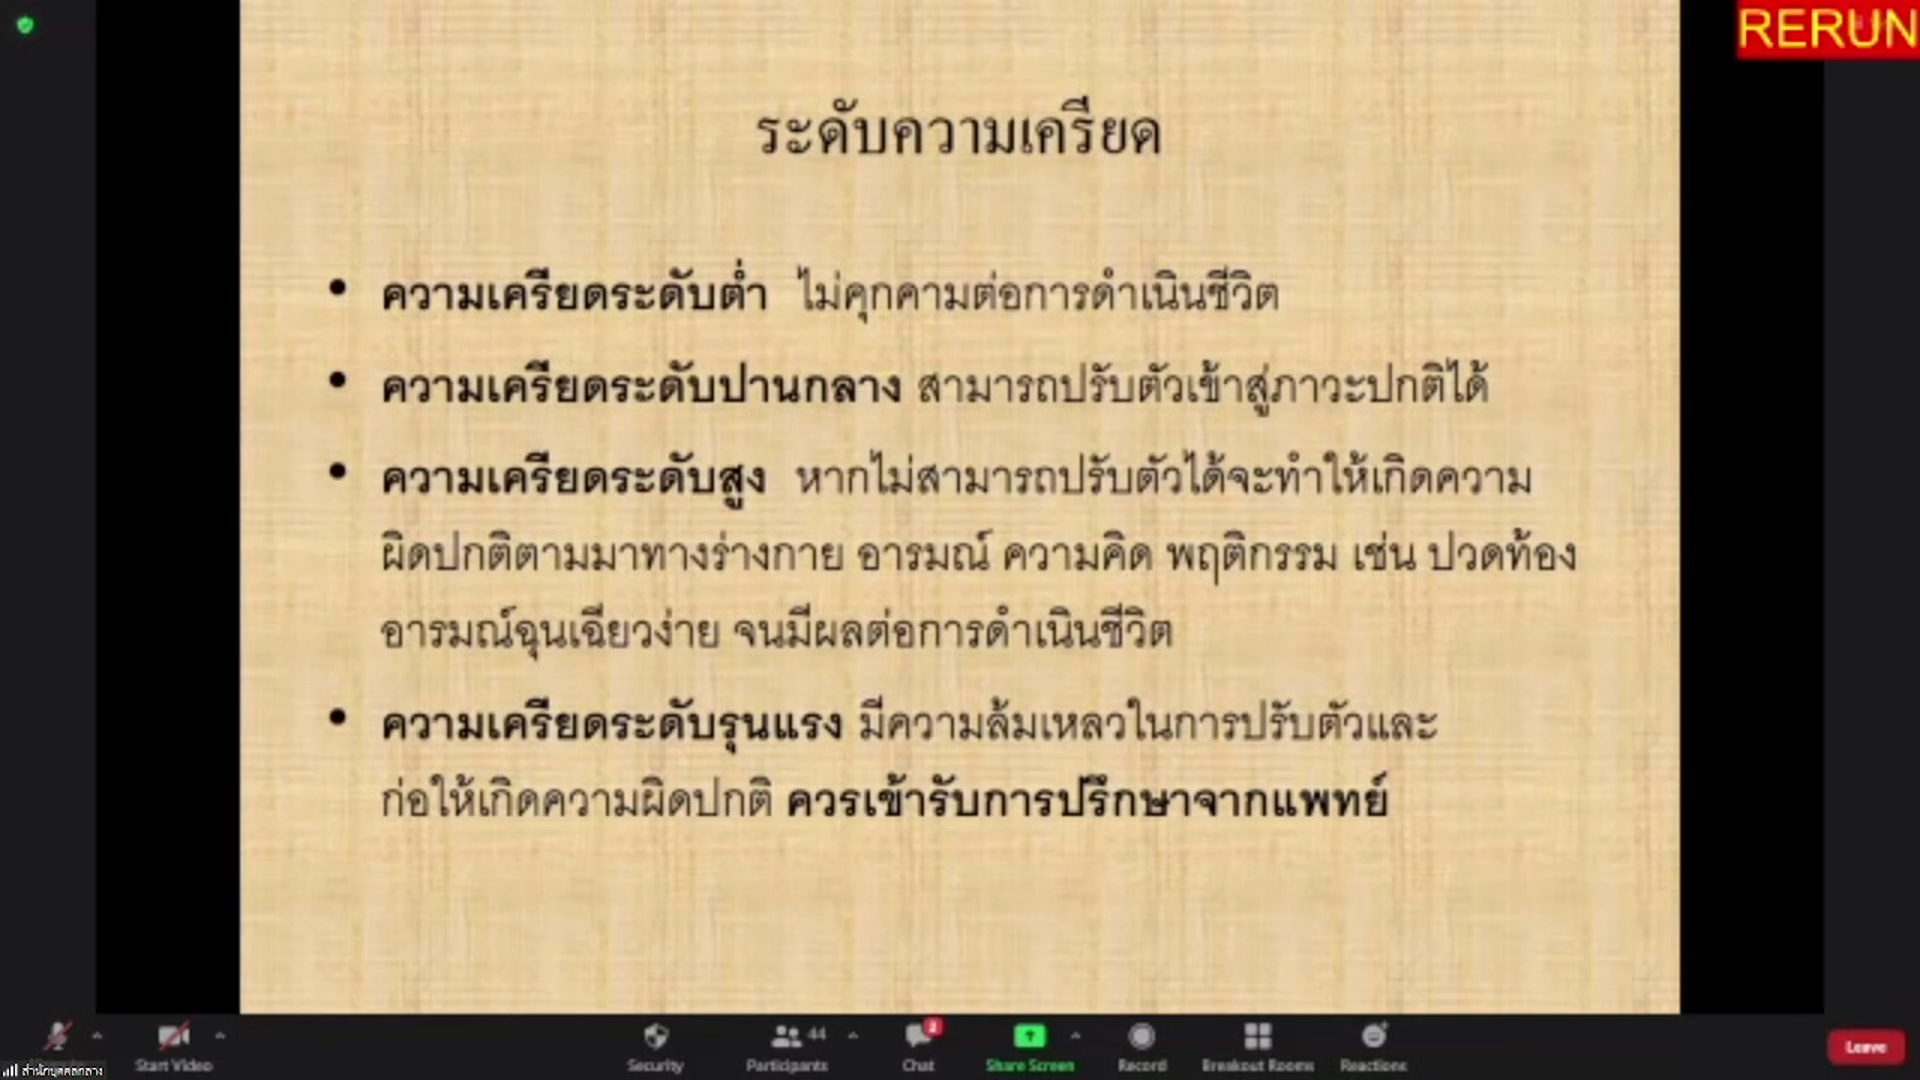 RERUN
ระดับความเครียด
• ความเครียดระดับต่ำ ไม่คุกคามต่อการดำเนินชีวิต
• ความเครียดระดับปานกลาง สามารถปรับตัวเข้าสู่ภาวะปกติได้
• ความเครียดระดับสูง หากไม่สามารถปรับตัวได้จะทำให้เกิดความ
ผิดปกติตามมาทางร่างกาย อารมณ์ ความคิด พฤติกรรม เช่น ปวดท้อง
อารมณ์ฉุนเฉียวง่าย จนมีผลต่อการดำเนินชีวิต
• ความเครียดระดับรุนแรง มีความล้มเหลวในการปรับตัวและ
ก่อให้เกิดความผิดปกติ ควรเข้ารับการปรึกษาจากแพทย์
Start Video Security Participants 44 Chat Share Screen Record Breakout Rooms Reactions Leave